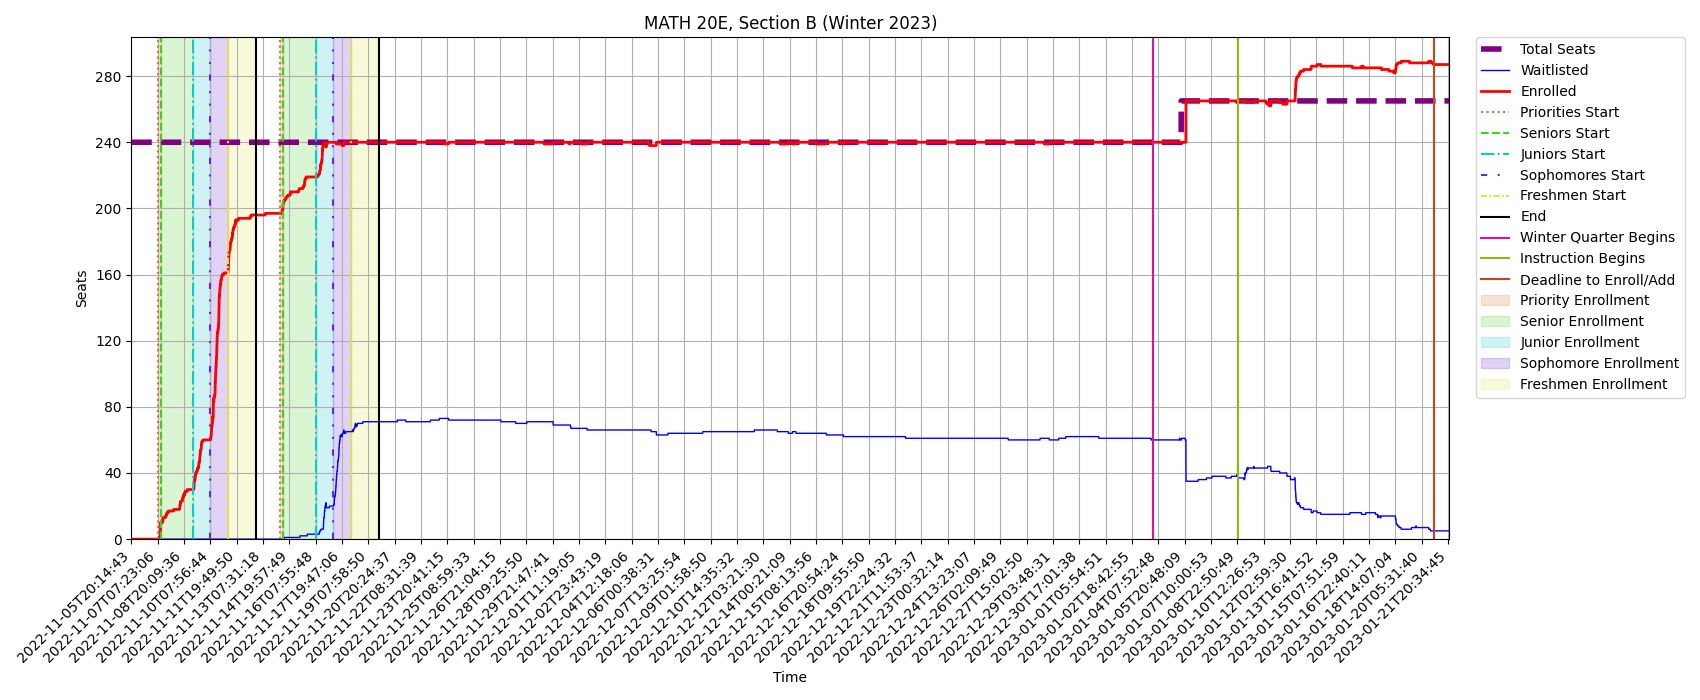 MATH 20E, Section B (Winter 2023)
Seats
280
240
200
160
120
80
40
0
2022-11-05T20:14:43
2022-11-07T07:23:06
2022-11-08T20:09:36
2022-11-10T07:56:44
2022-11-11T19:49:50
2022-11-13T07:31:18
2022-11-14T19:57:49
2022-11-16T07:55:48
2022-11-17T19:47:06
2022-11-19T07:58:50
2022-11-20T20:24:37
2022-11-22T08:31:39
2022-11-23T20:41:15
2022-11-25T08:59:33
2022-11-26T21:04:15
2022-11-28T09:25:50
2022-11-29T21:47:41
2022-12-01T11:19:05
2022-12-02T23:43:19
2022-12-04T12:18:06
2022-12-06T00:38:31
2022-12-07T13:25:54
2022-12-09T01:58:50
2022-12-10T14:35:32
2022-12-12T03:21:30
2022-12-14T00:21:09
2022-12-15T08:13:56
2022-12-16T20:54:24
2022-12-18T09:55:50
2022-12-19T22:24:32
2022-12-21T11:53:37
2022-12-23T00:32:14
2022-12-24T13:23:07
2022-12-26T02:09:49
2022-12-27T15:02:50
2022-12-29T03:48:31
2022-12-30T17:01:38
2023-01-01T05:54:51
2023-01-02T18:42:55
2023-01-04T07:52:48
2023-01-05T20:48:09
2023-01-07T10:00:53
2023-01-08T22:50:49
2023-01-10T12:26:53
2023-01-12T02:59:30
2023-01-13T16:41:52
2023-01-15T07:51:59
2023-01-16T22:40:11
2023-01-18T14:07:04
2023-01-20T05:31:40
2023-01-21T20:34:45
Time
Total Seats
Waitlisted
Enrolled
Priorities Start
Seniors Start
Juniors Start
Sophomores Start
Freshmen Start
End
Winter Quarter Begins
Instruction Begins
Deadline to Enroll/Add
Priority Enrollment
Senior Enrollment
Junior Enrollment
Sophomore Enrollment
Freshmen Enrollment